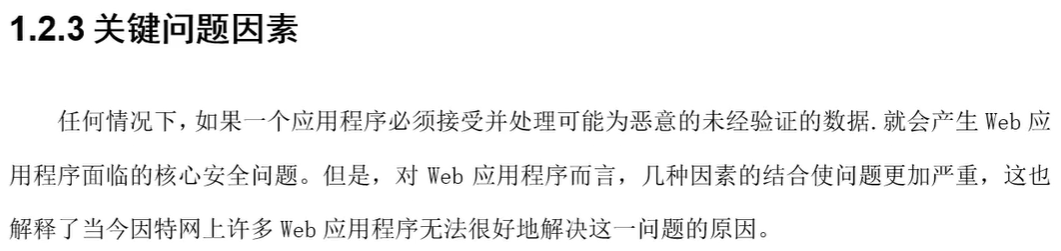 1.2.3 关键问题因素
任何情况下，如果一个应用程序必须接受并处理可能为恶意的未经验证的数据.就会产生 Web 应
用程序面临的核心安全问题。但是，对 Web 应用程序而言，几种因素的结合使问题更加严重，这也
解释了当今因特网上许多 Web 应用程序无法很好地解决这一问题的原因。